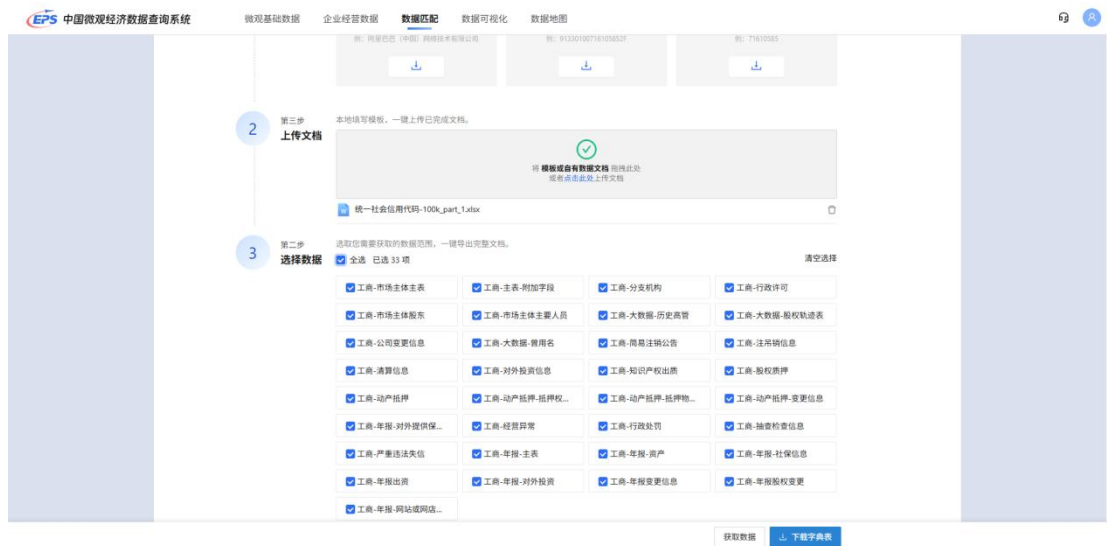 EPS 中国微观经济数据查询系统 微观基础数据 企业经营数据 数据匹配 数据可视化 数据地图
例：阿里巴巴（中国）网络技术有限公司 例：91330100716105852F 例：71610585
2 第三步 本地填写模板，一键上传已完成文档。
上传文档
将 模板或自有数据文档 拖拽此处
或者点击此处上传文档
统一社会信用代码-100k_part_1.xlsx
3 第二步 选取您需要获取的数据范围，一键导出完整文档。
选择数据 全选 已选 33 项 清空选择
工商-市场主体主表 工商-主表-附加字段 工商-分支机构 工商-行政许可
工商-市场主体股东 工商-市场主体主要人员 工商-大数据-历史高管 工商-大数据-股权轨迹表
工商-公司变更信息 工商-大数据-曾用名 工商-简易注销公告 工商-注吊销信息
工商-清算信息 工商-对外投资信息 工商-知识产权出质 工商-股权质押
工商-动产抵押 工商-动产抵押-抵押权... 工商-动产抵押-抵押物... 工商-动产抵押-变更信息
工商-年报-对外提供保... 工商-经营异常 工商-行政处罚 工商-抽查检查信息
工商-严重违法失信 工商-年报-主表 工商-年报-资产 工商-年报-社保信息
工商-年报出资 工商-年报-对外投资 工商-年报变更信息 工商-年报股权变更
工商-年报-网站或网店...
获取数据 下载字典表